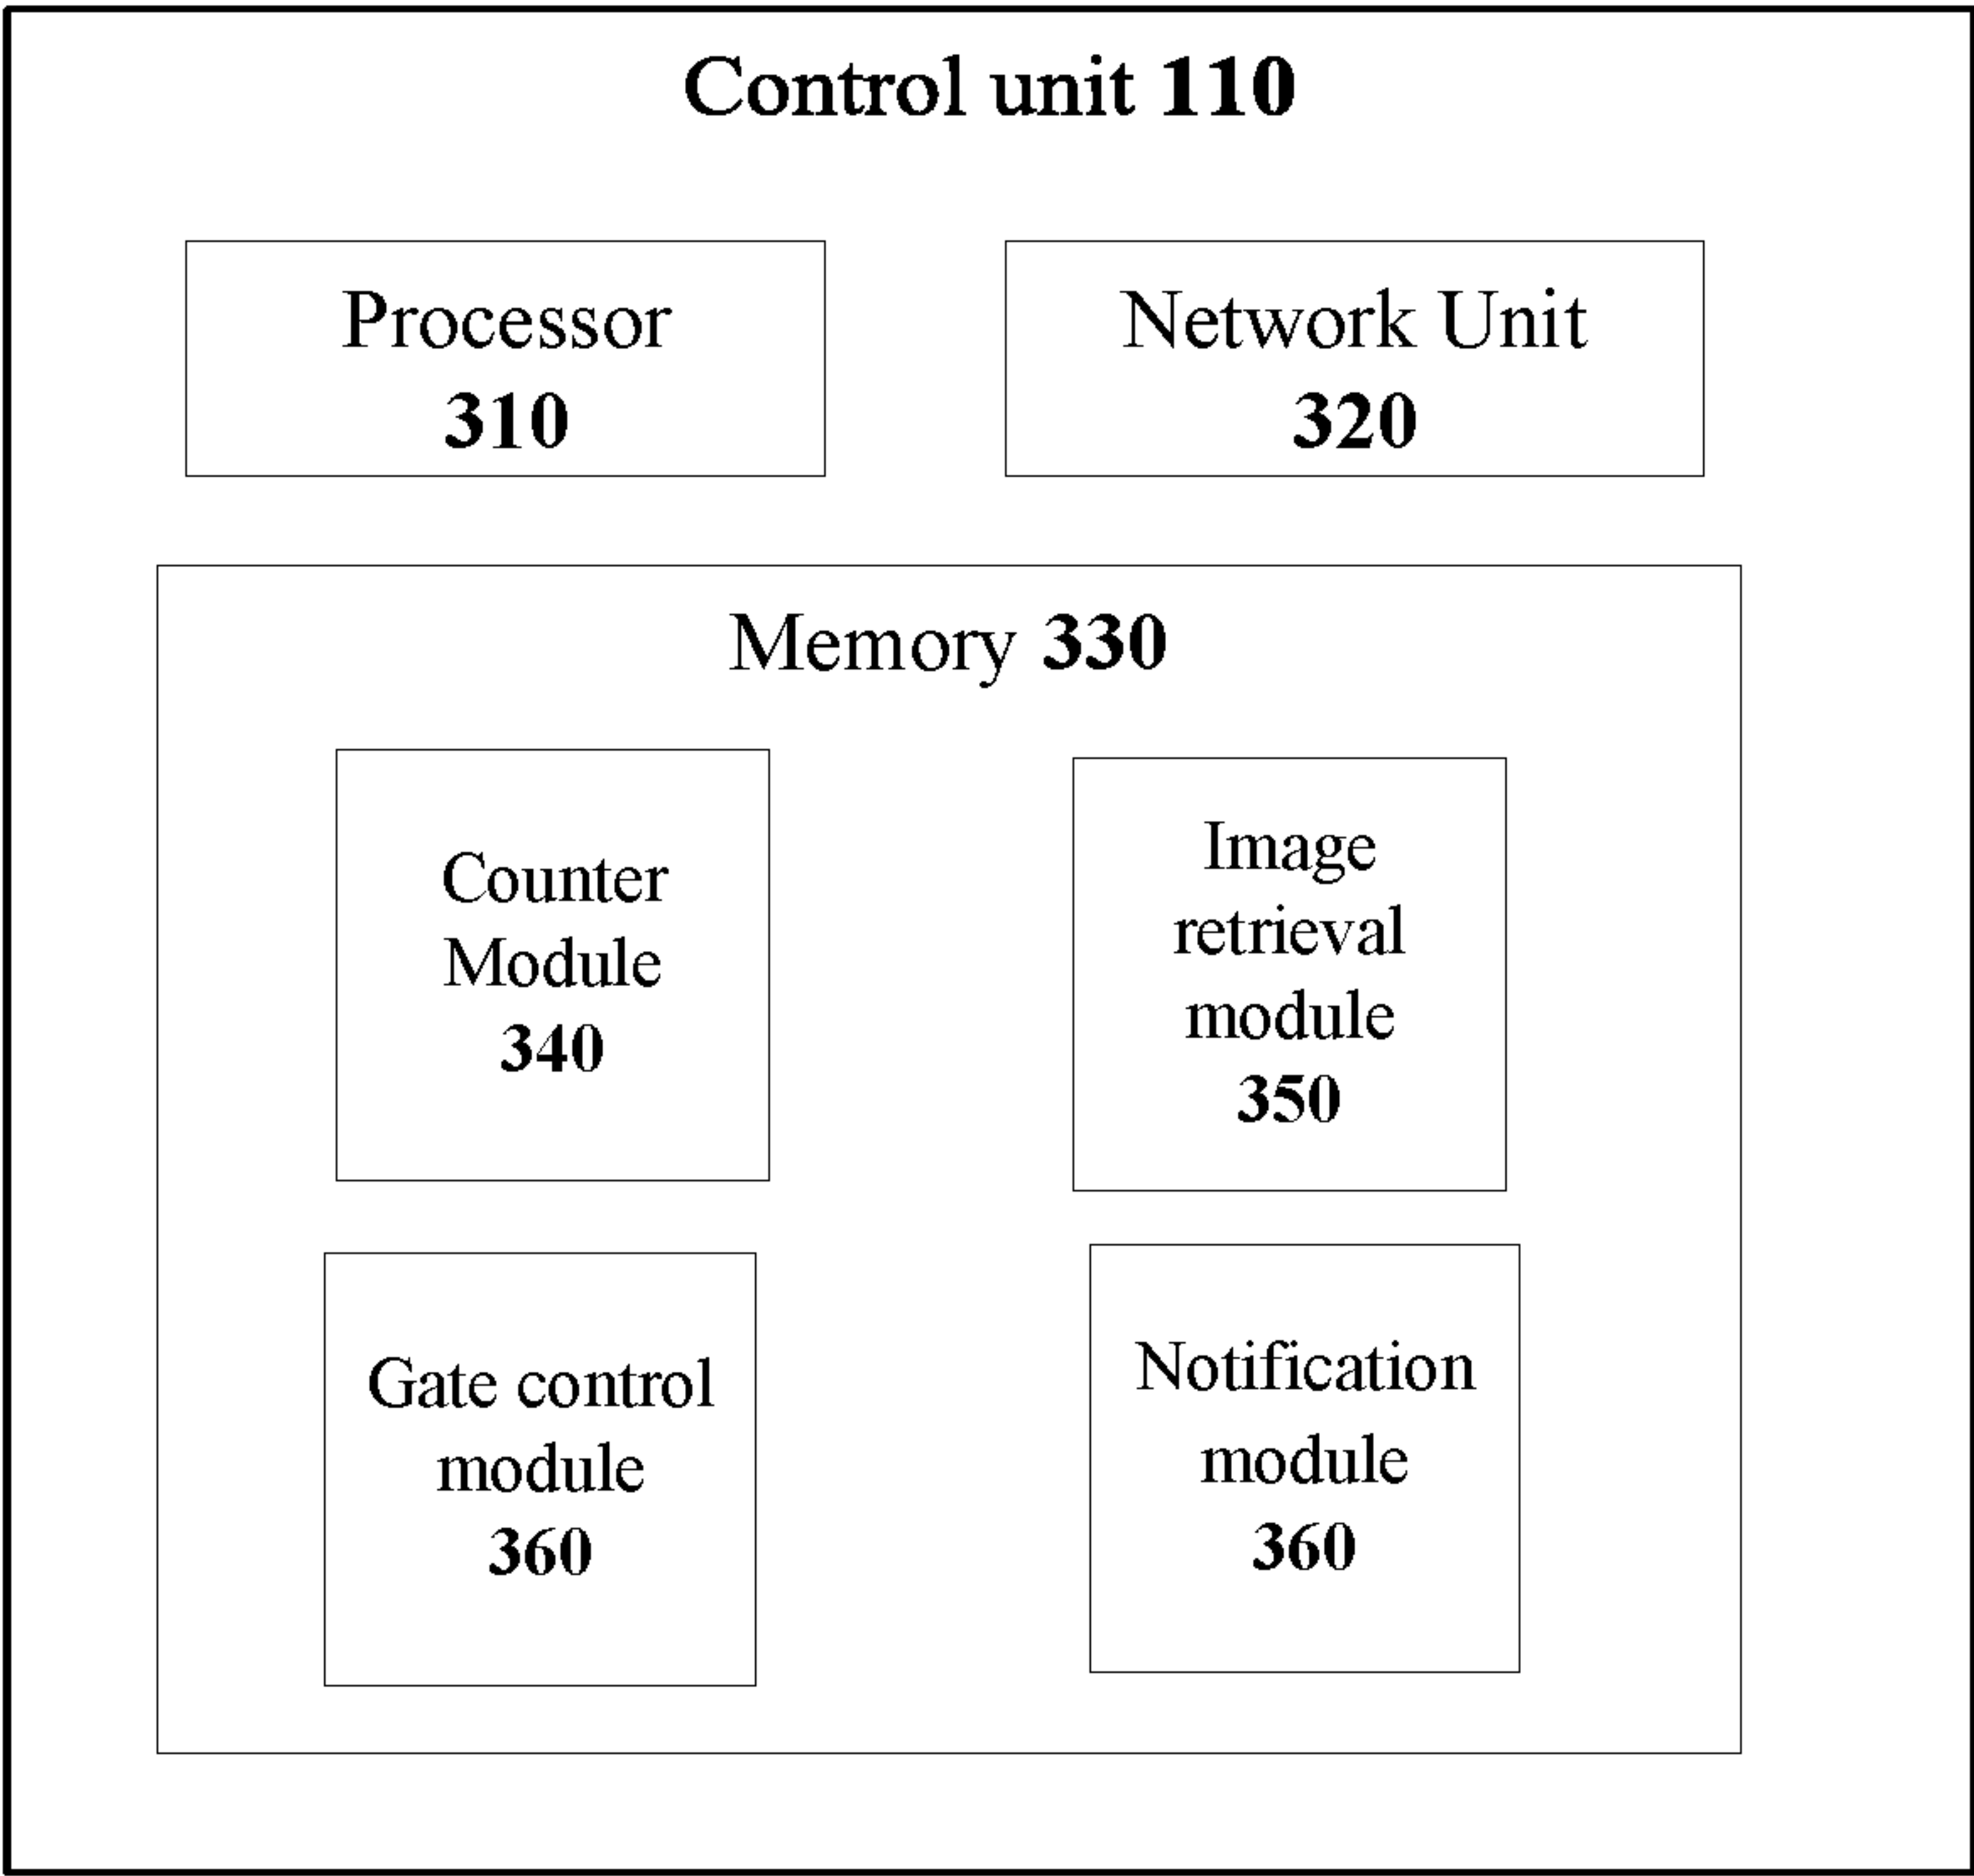 Control unit 110
Processor
310
Network Unit
320
Memory 330
Counter
Module
340
Image
retrieval
module
350
Gate control
module
360
Notification
module
360